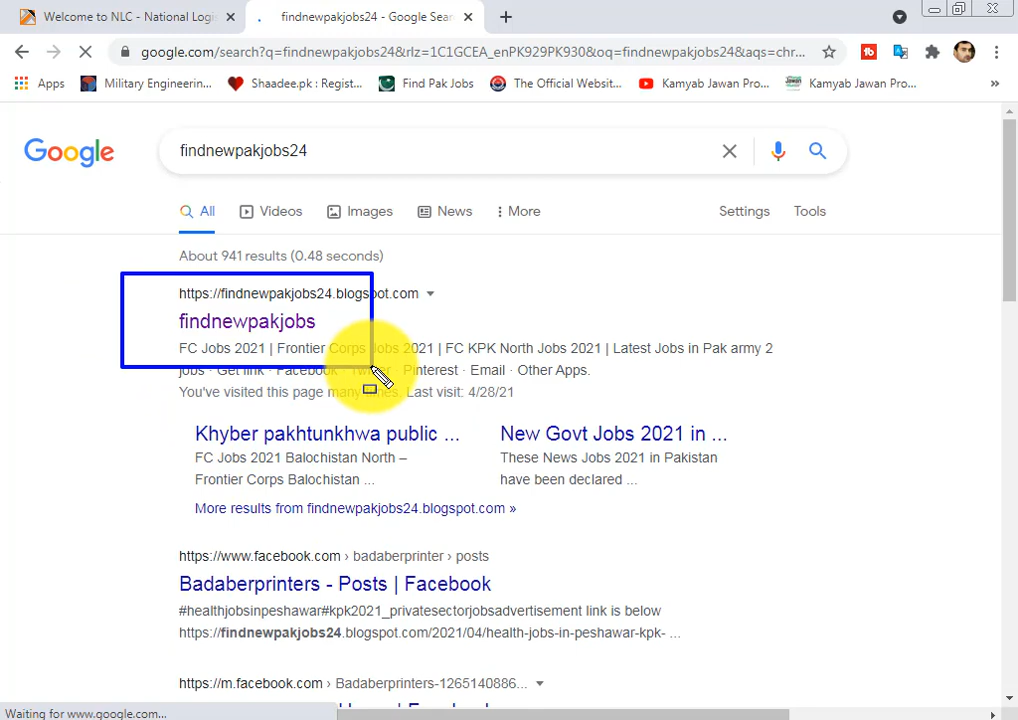 Welcome to NLC - National Logis
findnewpakjobs24 - Google Sear
google.com/search?q=findnewpakjobs24&rlz=1C1GCEA_enPK929PK930&oq=findnewpakjobs24&aqs=chr...
Apps
Military Engineerin...
Shaadee.pk : Regist...
Find Pak Jobs
The Official Websit...
Kamyab Jawan Pro...
Kamyab Jawan Pro...
»
Google
findnewpakjobs24
All
Videos
Images
News
More
Settings
Tools
About 941 results (0.48 seconds)
https://findnewpakjobs24.blogspot.com
findnewpakjobs
FC Jobs 2021 | Frontier Corps Jobs 2021 | FC KPK North Jobs 2021 | Latest Jobs in Pak army 2
jobs · Get link · Facebook · Twitter · Pinterest · Email · Other Apps.
You've visited this page many times. Last visit: 4/28/21
Khyber pakhtunkhwa public ...
FC Jobs 2021 Balochistan North –
Frontier Corps Balochistan ...
New Govt Jobs 2021 in ...
These News Jobs 2021 in Pakistan
have been declared ...
More results from findnewpakjobs24.blogspot.com »
https://www.facebook.com › badaberprinter › posts
Badaberprinters - Posts | Facebook
#healthjobsinpeshawar#kpk2021_privatesectorjobsadvertisement link is below
https://findnewpakjobs24.blogspot.com/2021/04/health-jobs-in-peshawar-kpk- ...
https://m.facebook.com › Badaberprinters-1265140886...
Waiting for www.google.com...